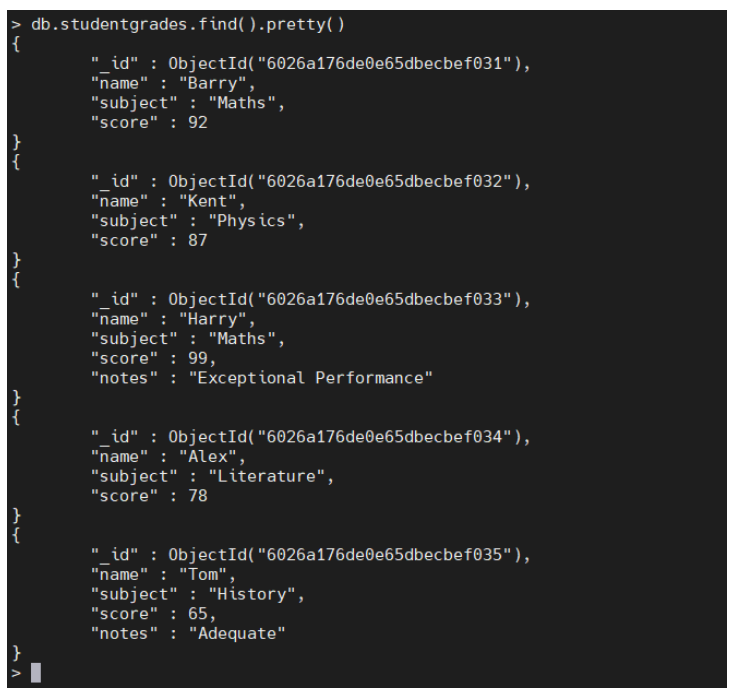 > db.studentgrades.find().pretty()
{
        "_id" : ObjectId("6026a176de0e65dbecbef031"),
        "name" : "Barry",
        "subject" : "Maths",
        "score" : 92
}
{
        "_id" : ObjectId("6026a176de0e65dbecbef032"),
        "name" : "Kent",
        "subject" : "Physics",
        "score" : 87
}
{
        "_id" : ObjectId("6026a176de0e65dbecbef033"),
        "name" : "Harry",
        "subject" : "Maths",
        "score" : 99,
        "notes" : "Exceptional Performance"
}
{
        "_id" : ObjectId("6026a176de0e65dbecbef034"),
        "name" : "Alex",
        "subject" : "Literature",
        "score" : 78
}
{
        "_id" : ObjectId("6026a176de0e65dbecbef035"),
        "name" : "Tom",
        "subject" : "History",
        "score" : 65,
        "notes" : "Adequate"
}
>